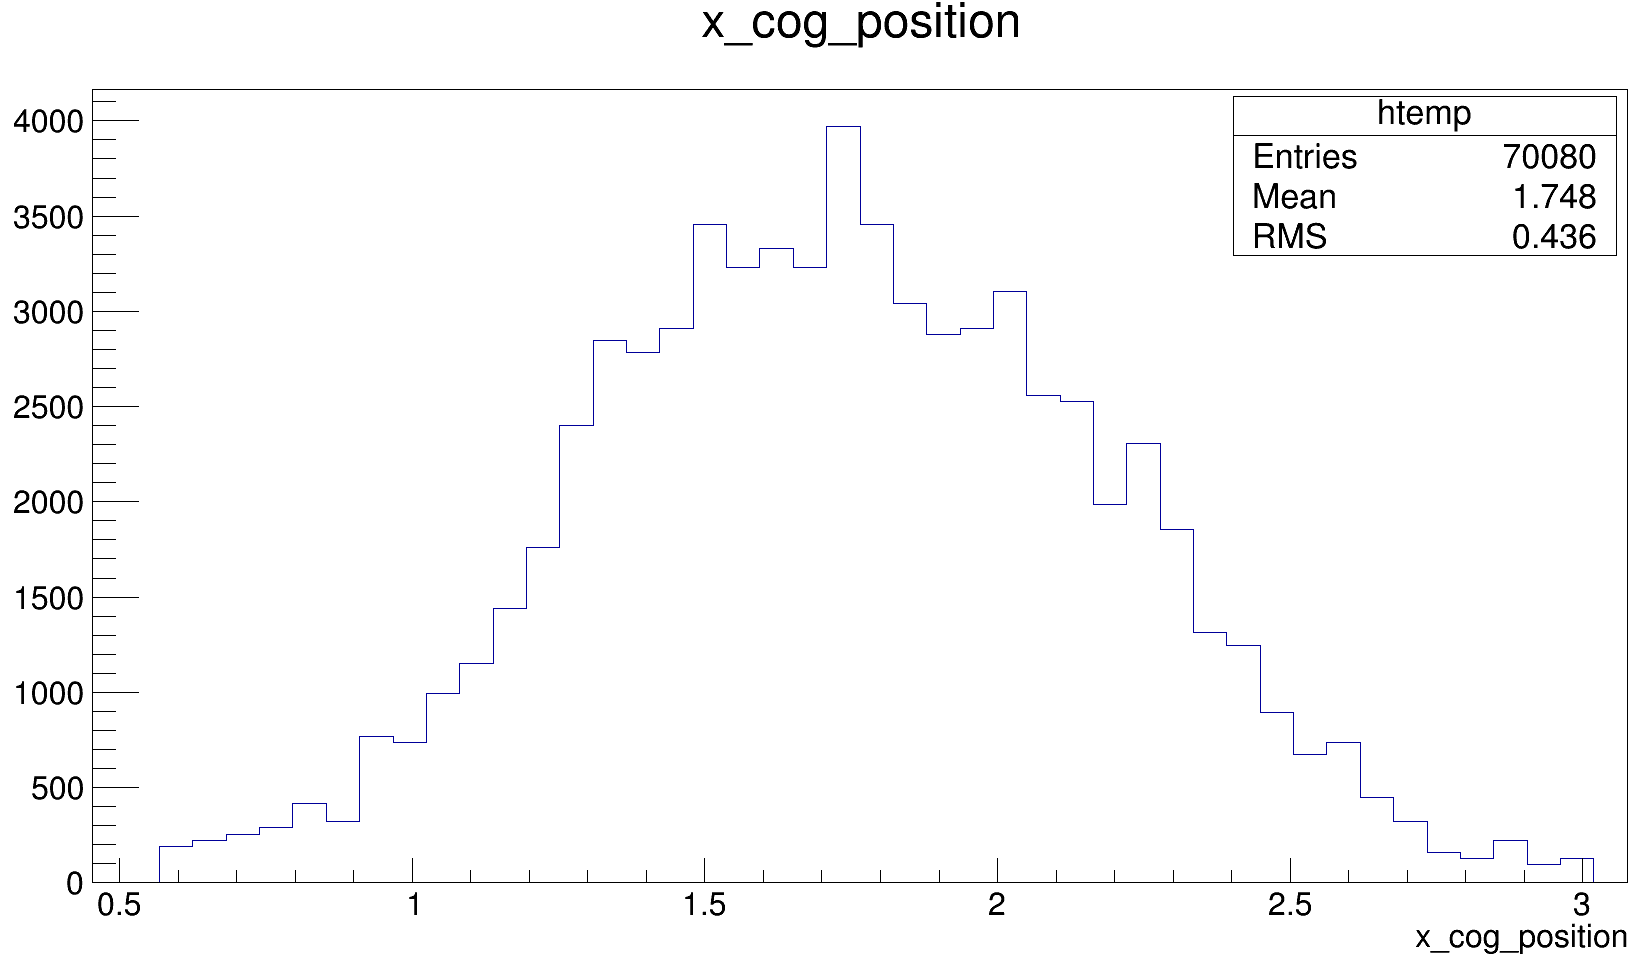 x_cog_position
htemp
Entries 70080
Mean 1.748
RMS 0.436
4000
3500
3000
2500
2000
1500
1000
500
0
0.5 1 1.5 2 2.5 3
x_cog_position